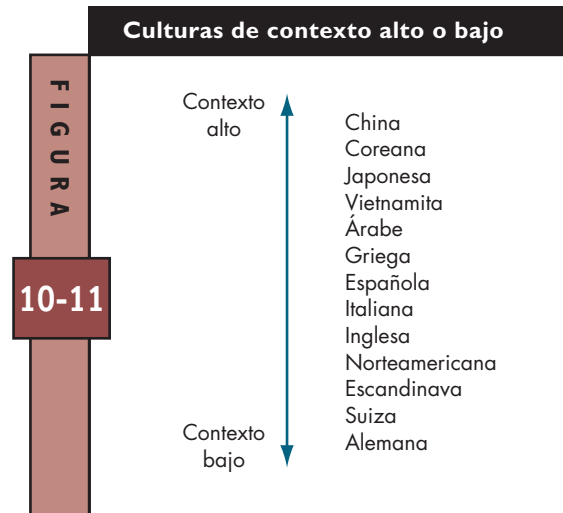 Culturas de contexto alto o bajo
FIGURA
10-11
Contexto
alto
China
Coreana
Japonesa
Vietnamita
Árabe
Griega
Española
Italiana
Inglesa
Norteamericana
Escandinava
Suiza
Alemana
Contexto
bajo